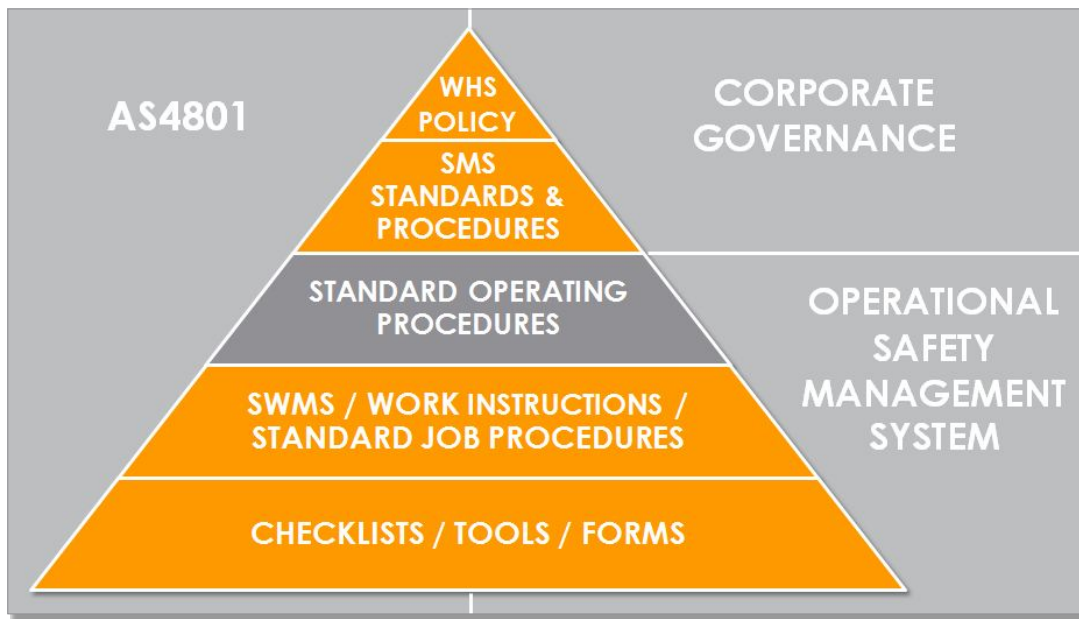 AS4801
WHS
POLICY
CORPORATE
GOVERNANCE
SMS
STANDARDS &
PROCEDURES
STANDARD OPERATING
PROCEDURES
OPERATIONAL
SAFETY
MANAGEMENT
SYSTEM
SWMS / WORK INSTRUCTIONS /
STANDARD JOB PROCEDURES
CHECKLISTS / TOOLS / FORMS